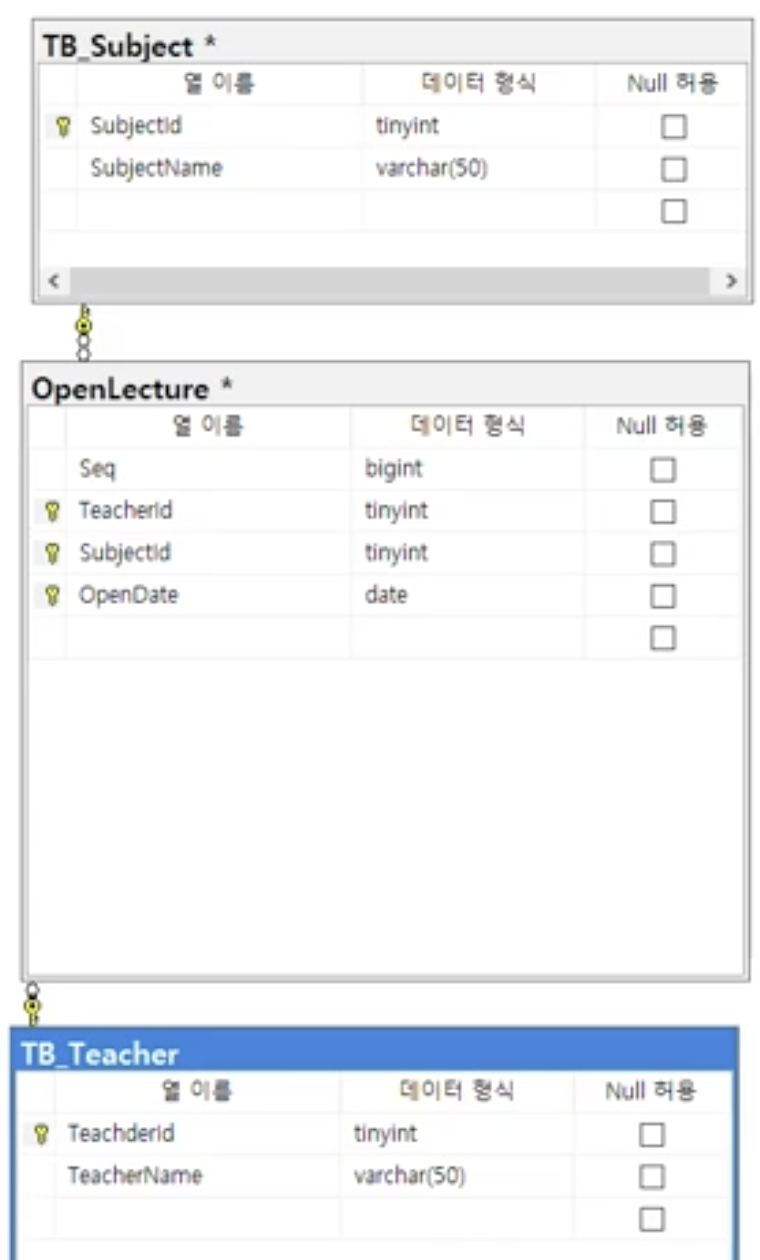 TB_Subject *
열 이름 데이터 형식 Null 허용
SubjectId tinyint
SubjectName varchar(50)
OpenLecture *
열 이름 데이터 형식 Null 허용
Seq bigint
TeacherId tinyint
SubjectId tinyint
OpenDate date
TB_Teacher
열 이름 데이터 형식 Null 허용
TeachderId tinyint
TeacherName varchar(50)